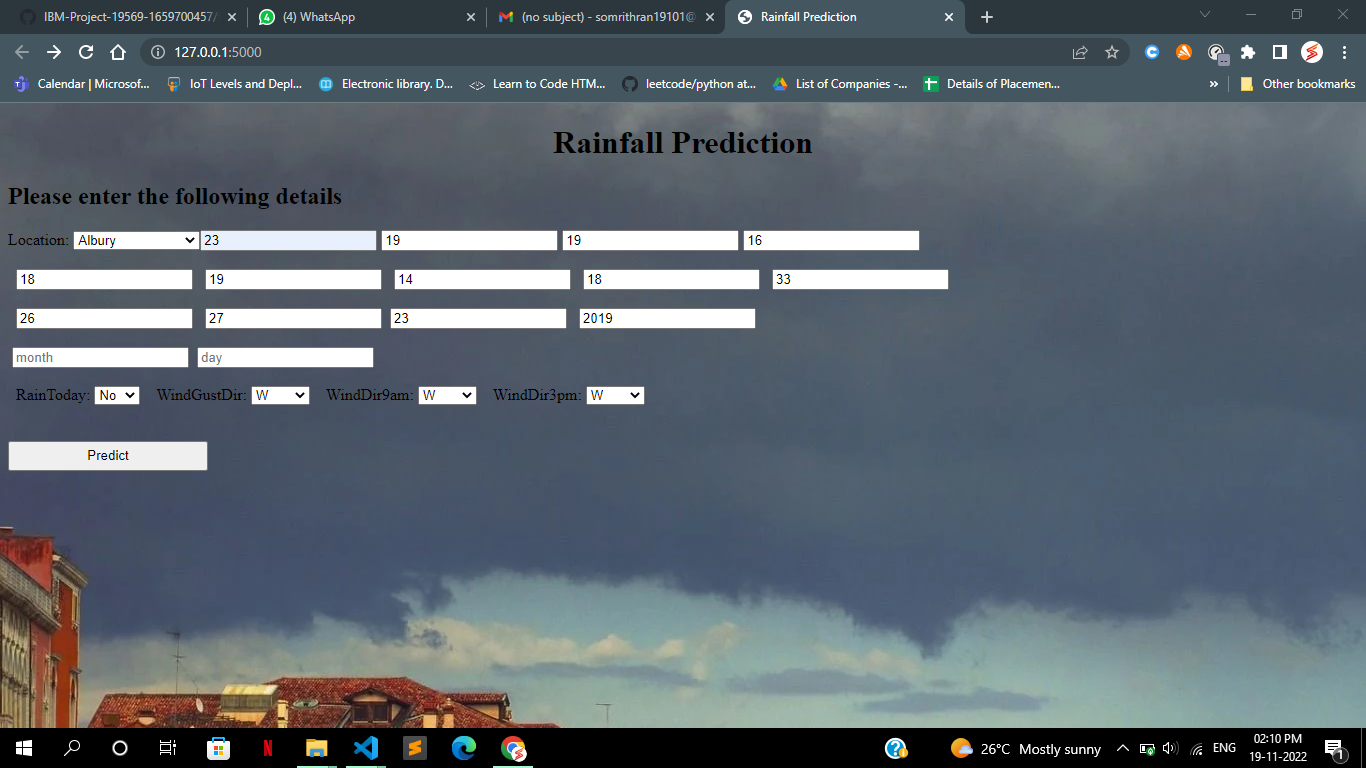 IBM-Project-19569-1659700457/
(4) WhatsApp
(no subject) - somrithran19101@
Rainfall Prediction
127.0.0.1:5000
Calendar | Microsof... IoT Levels and Depl... Electronic library. D... Learn to Code HTM... leetcode/python at... List of Companies -... Details of Placemen... » Other bookmarks
Rainfall Prediction
Please enter the following details
Location: Albury 23 19 19 16
18 19 14 18 33
26 27 23 2019
month day
RainToday: No WindGustDir: W WindDir9am: W WindDir3pm: W
Predict
26°C Mostly sunny ENG 02:10 PM
19-11-2022 1